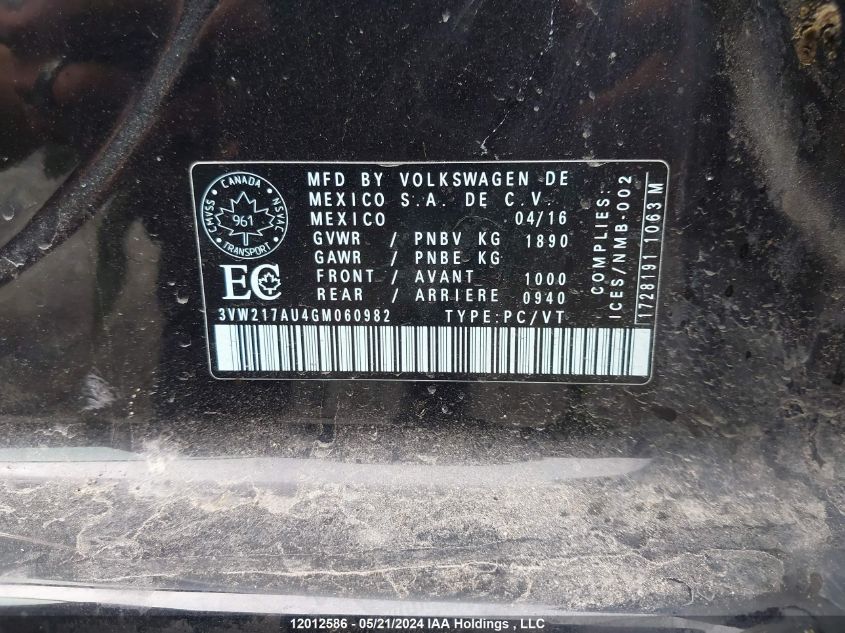 CANADA
CMVSS
NSVAC
961
TRANSPORT
MFD BY VOLKSWAGEN DE
MEXICO S.A. DE C.V.
MEXICO 04/16
GVWR / PNBV KG 1890
GAWR / PNBE KG
FRONT / AVANT 1000
REAR / ARRIERE 0940
EC
3VW217AU4GM060982 TYPE:PC/VT
COMPLIES:
ICES/NMB-002
1728191 1063M
12012586 - 05/21/2024 IAA Holdings , LLC